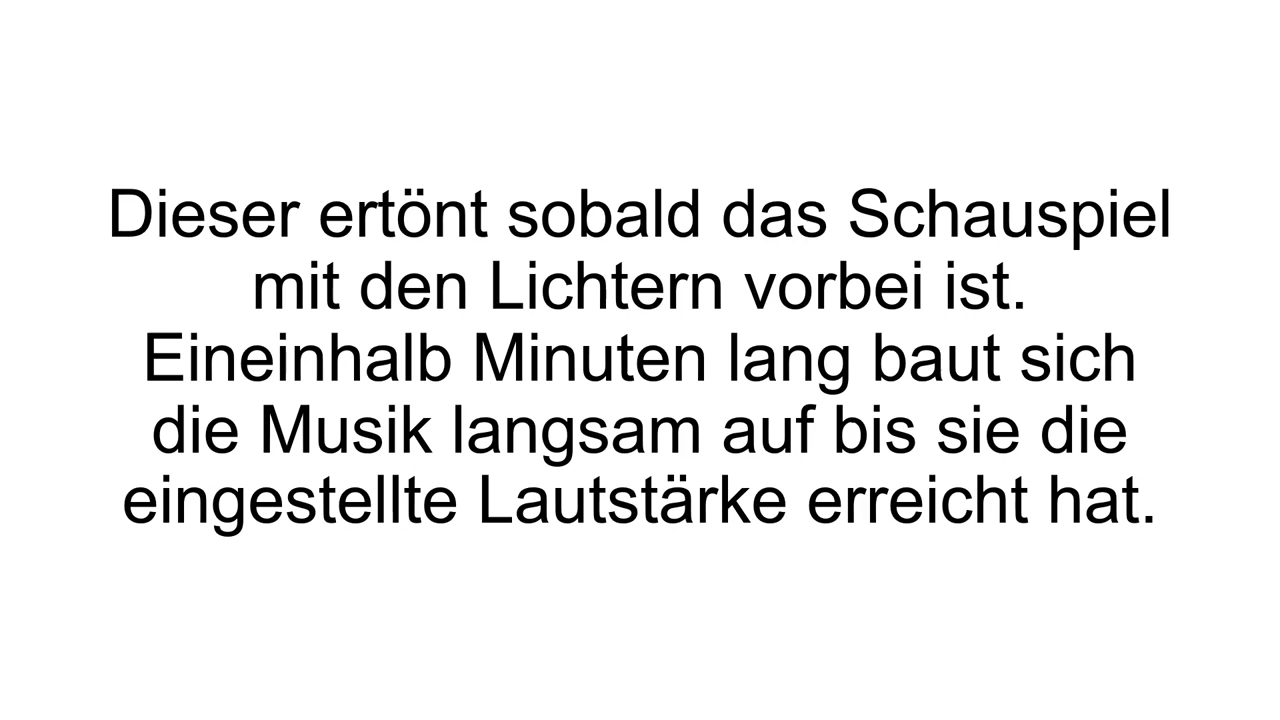 Dieser ertönt sobald das Schauspiel
mit den Lichtern vorbei ist.
Eineinhalb Minuten lang baut sich
die Musik langsam auf bis sie die
eingestellte Lautstärke erreicht hat.